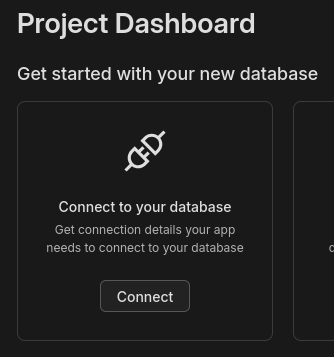 Project Dashboard
Get started with your new database
Connect to your database
Get connection details your app
needs to connect to your database
Connect